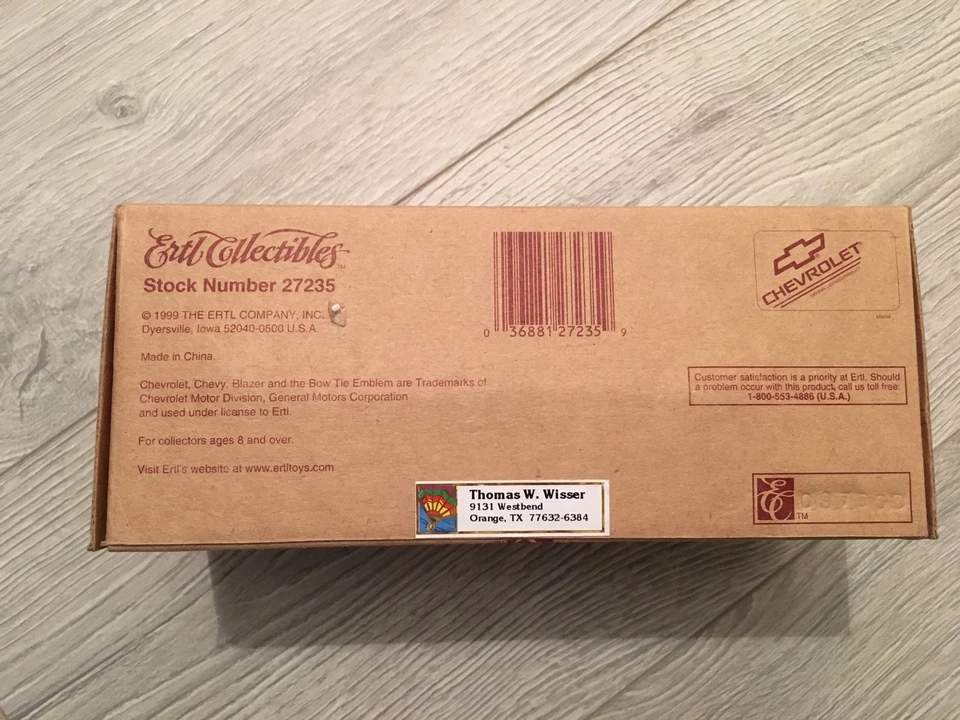 Ertl Collectibles™
Stock Number 27235
© 1999 THE ERTL COMPANY, INC.
Dyersville, Iowa 52040-0500 U.S.A.
Made in China.
Chevrolet, Chevy, Blazer and the Bow Tie Emblem are Trademarks of
Chevrolet Motor Division, General Motors Corporation
and used under license to Ertl.
For collectors ages 8 and over.
Visit Ertl's website at www.ertltoys.com
0 36881 27235 9
CHEVROLET
Customer satisfaction is a priority at Ertl. Should
a problem occur with this product, call us toll free:
1-800-553-4886 (U.S.A.)
Thomas W. Wisser
9131 Westbend
Orange, TX 77632-6384
EC TM